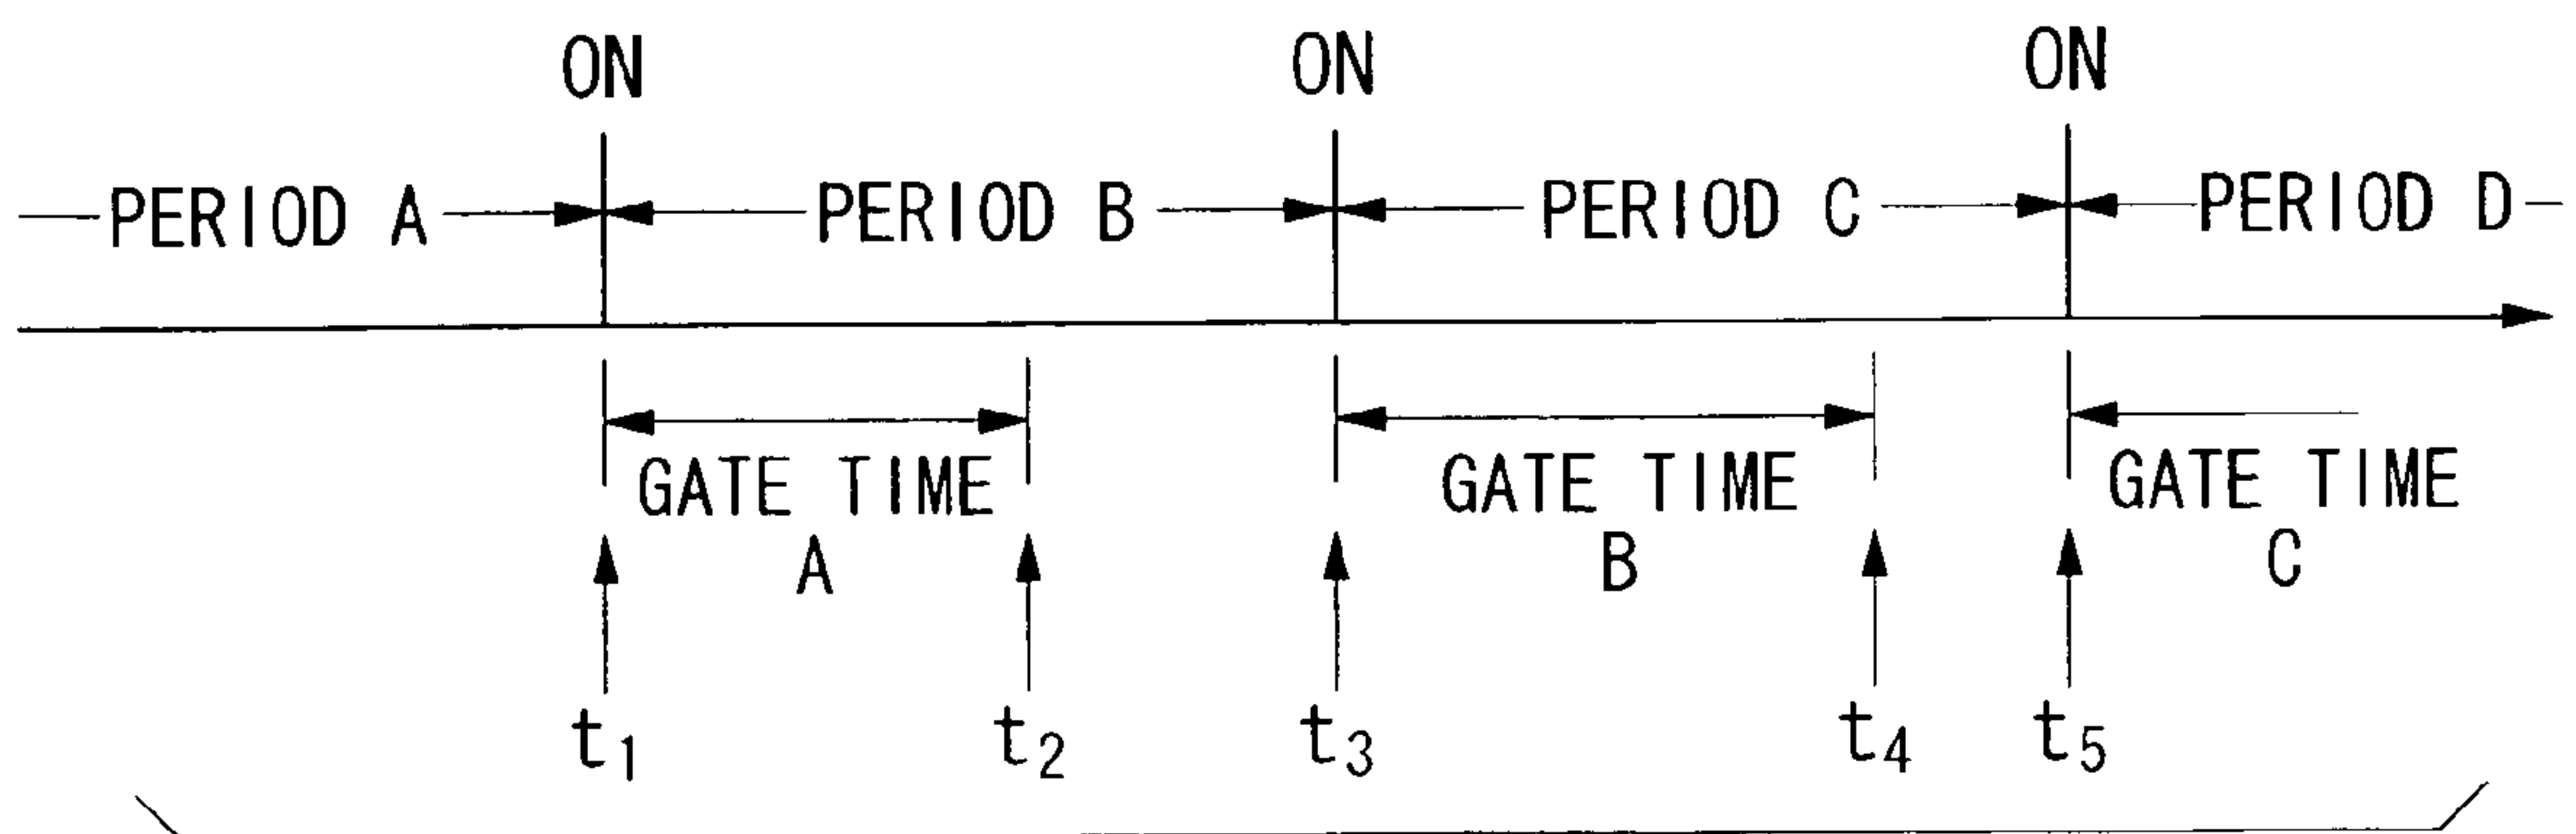 ON ON ON
PERIOD A PERIOD B PERIOD C PERIOD D
GATE TIME A GATE TIME B GATE TIME C
t1 t2 t3 t4 t5